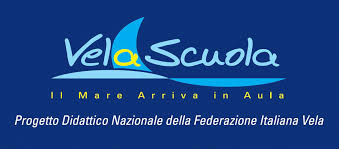 VelaScuola
Il Mare Arriva in Aula
Progetto Didattico Nazionale della Federazione Italiana Vela